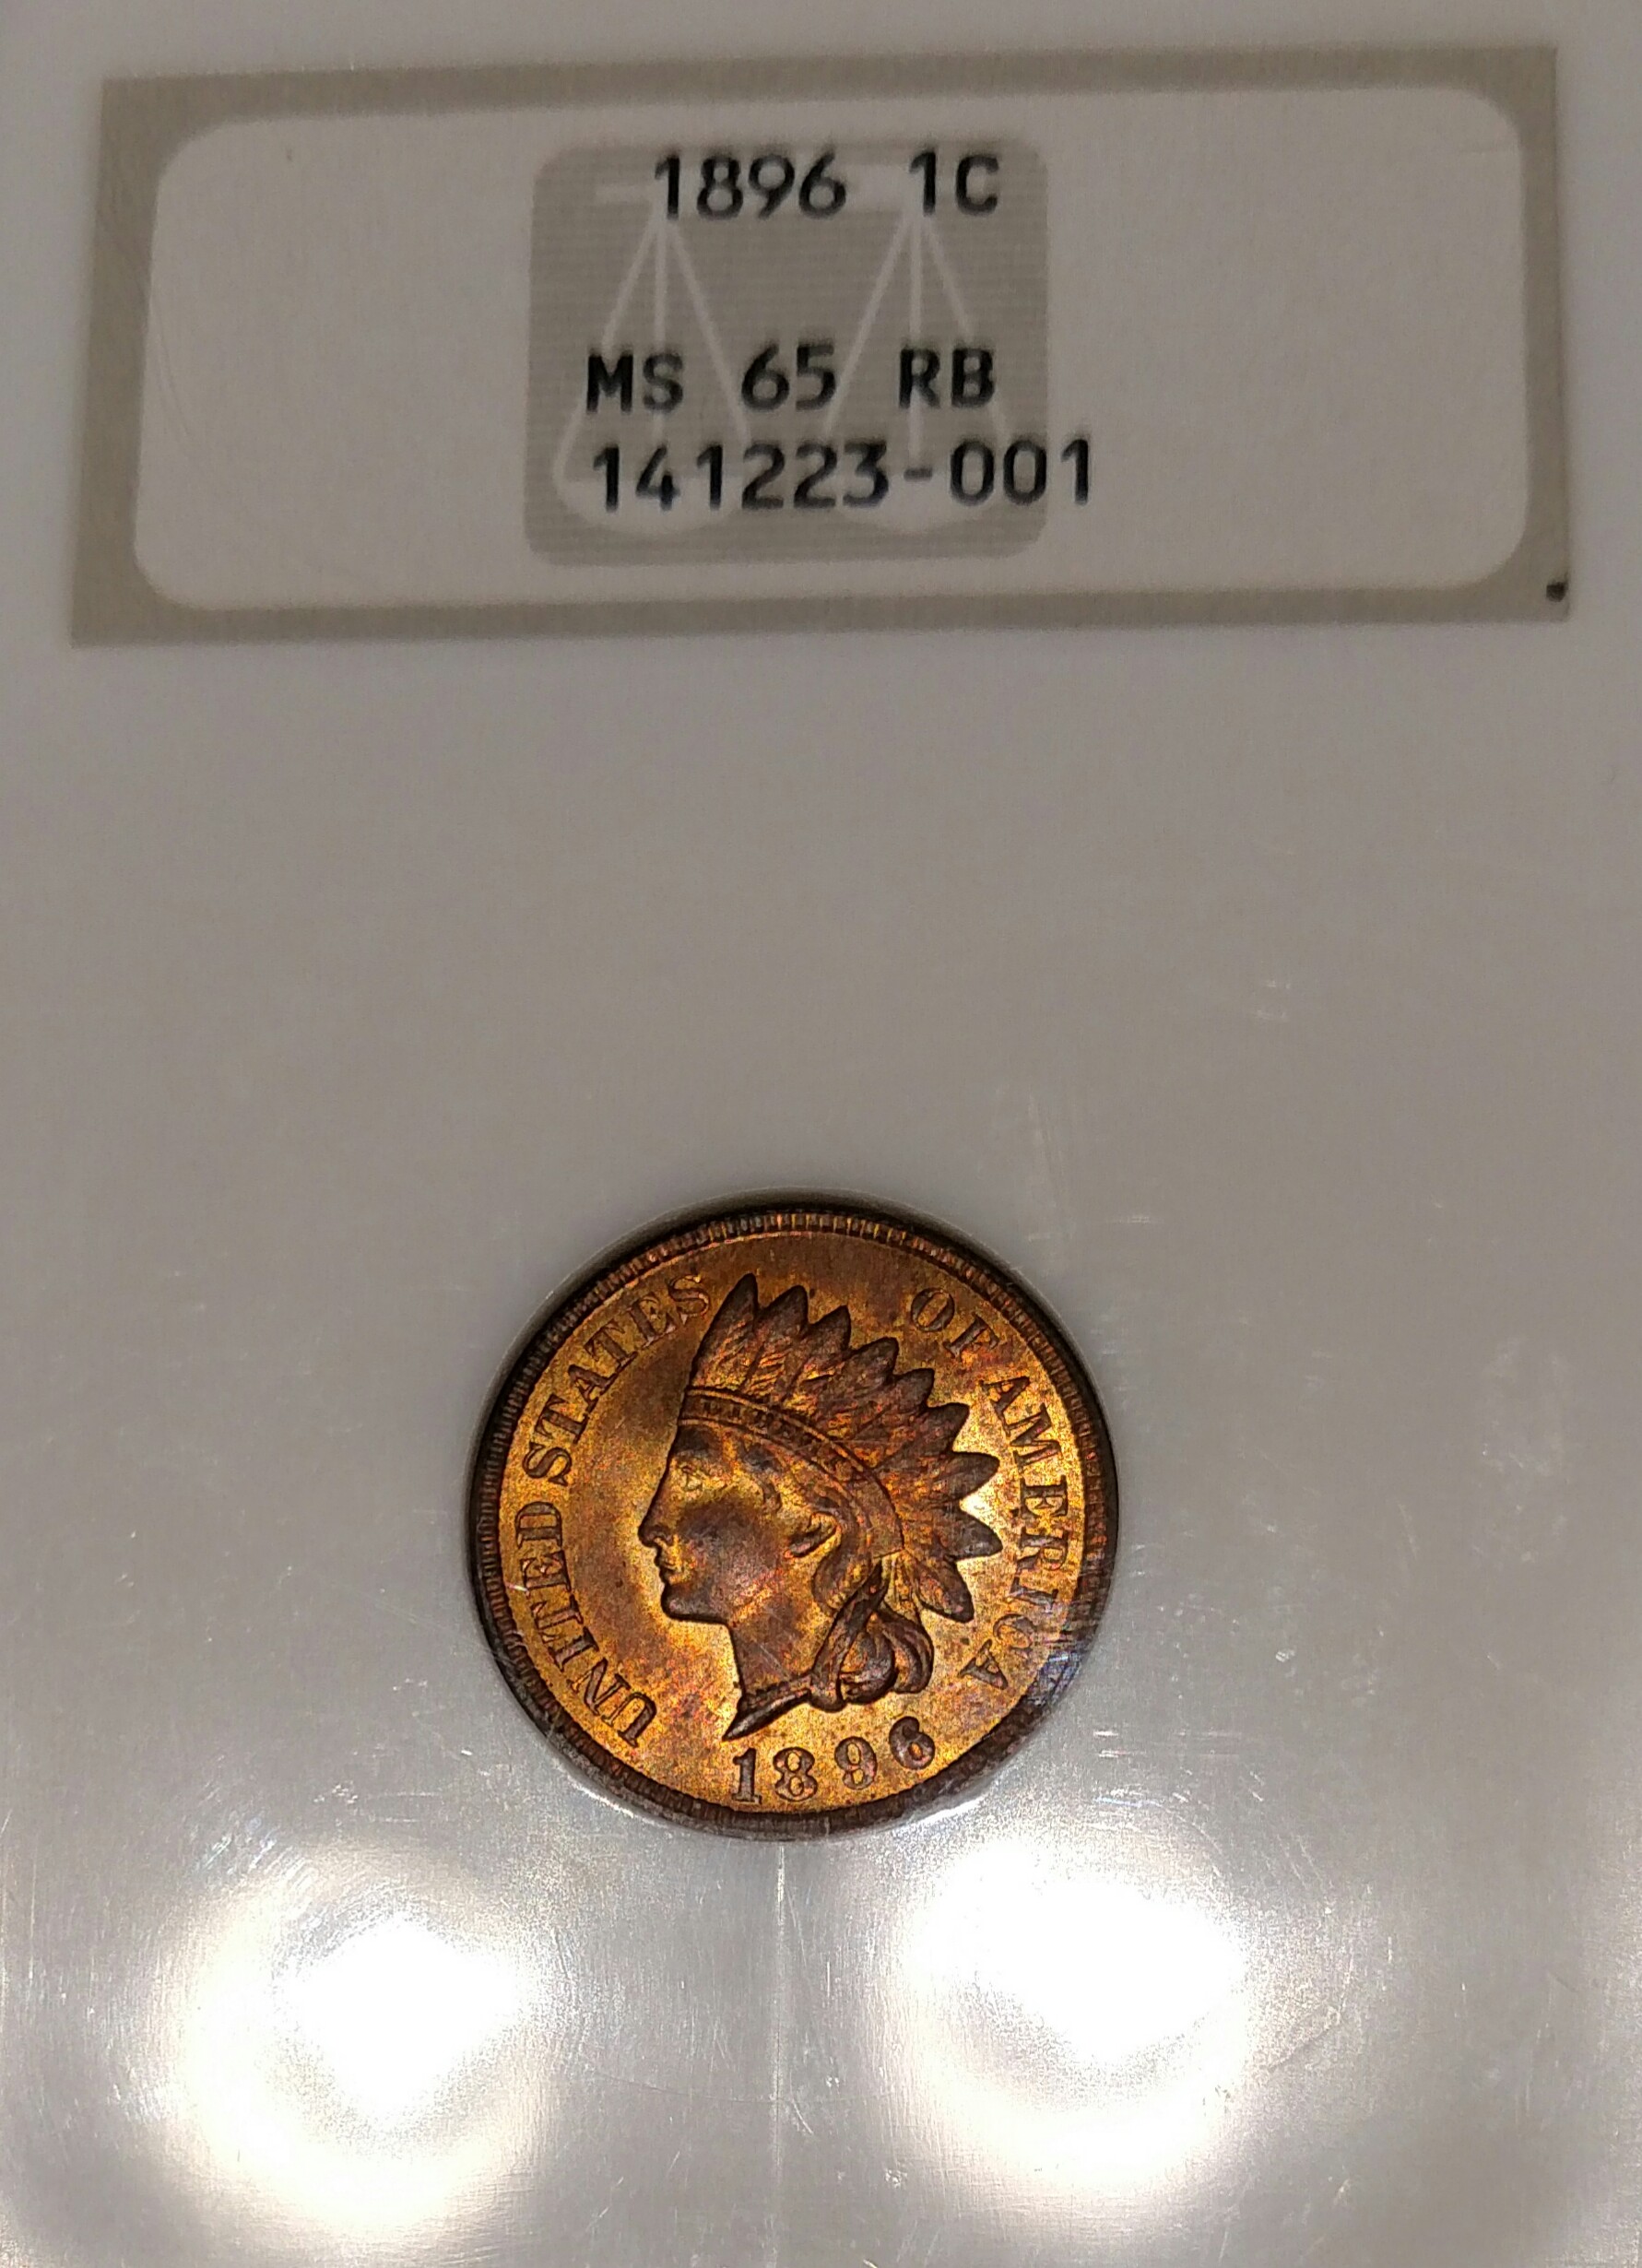 1896 1C
MS 65 RB
141223-001
UNITED STATES OF AMERICA
1896